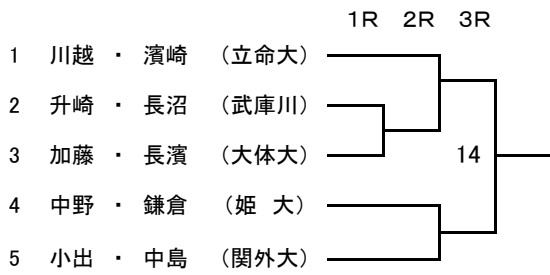 1R 2R 3R
1 川越 ・ 濱崎 (立命大)
2 升崎 ・ 長沼 (武庫川)
3 加藤 ・ 長濱 (大体大)
14
4 中野 ・ 鎌倉 (姫 大)
5 小出 ・ 中島 (関外大)